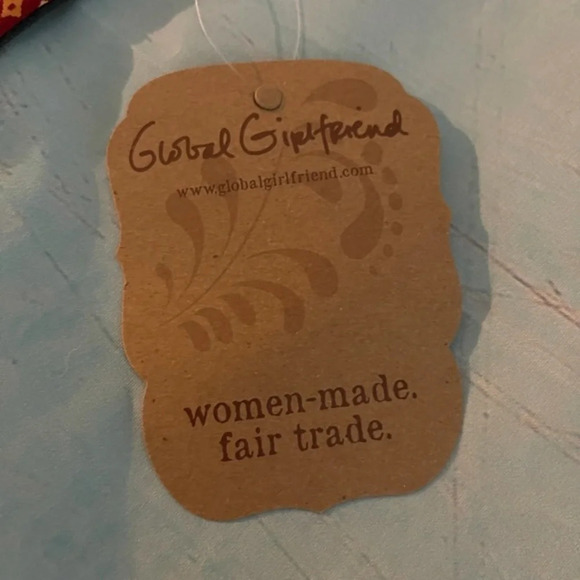 Global Girlfriend
www.globalgirlfriend.com
women-made.
fair trade.